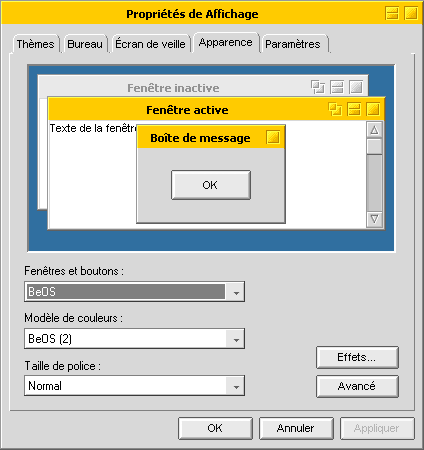 Propriétés de Affichage
Thèmes Bureau Écran de veille Apparence Paramètres
Fenêtre inactive
Fenêtre active
Texte de la fenêtre
Boîte de message
OK
Fenêtres et boutons :
BeOS
Modèle de couleurs :
BeOS (2)
Effets...
Taille de police :
Normal
Avancé
OK Annuler Appliquer